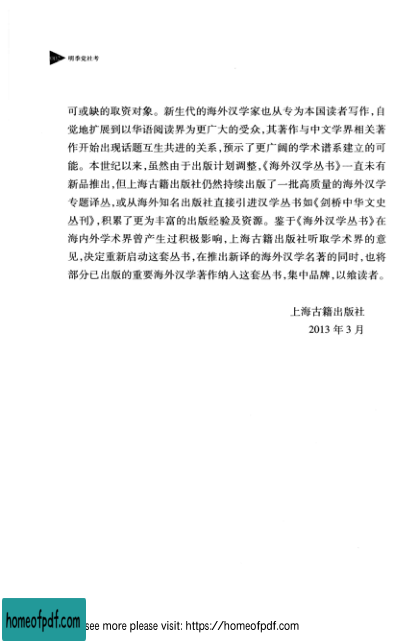 明季党社考
可或缺的取资对象。新生代的海外汉学家也从专为本国读者写作,自
觉地扩展到以华语阅读界为更广大的受众,其著作与中文学界相关著
作开始出现话题互生共进的关系,预示了更广阔的学术谱系建立的可
能。本世纪以来,虽然由于出版计划调整,《海外汉学丛书》一直未有
新品推出,但上海古籍出版社仍然持续出版了一批高质量的海外汉学
专题译丛,或从海外知名出版社直接引进汉学丛书如《剑桥中华文史
丛刊》,积累了更为丰富的出版经验及资源。鉴于《海外汉学丛书》在
海内外学术界曾产生过积极影响,上海古籍出版社听取学术界的意
见,决定重新启动这套丛书,在推出新译的海外汉学名著的同时,也将
部分已出版的重要海外汉学著作纳入这套丛书,集中品牌,以飨读者。
上海古籍出版社
2013 年 3 月
homeofpdf.com
see more please visit: https://homeofpdf.com